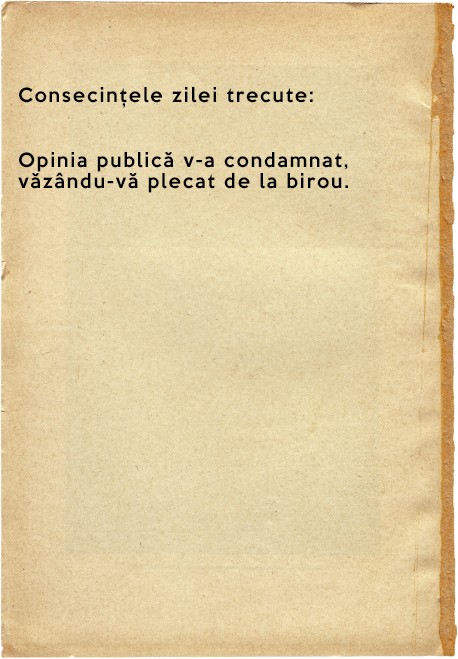 Consecințele zilei trecute:
Opinia publică v-a condamnat,
văzându-vă plecat de la birou.